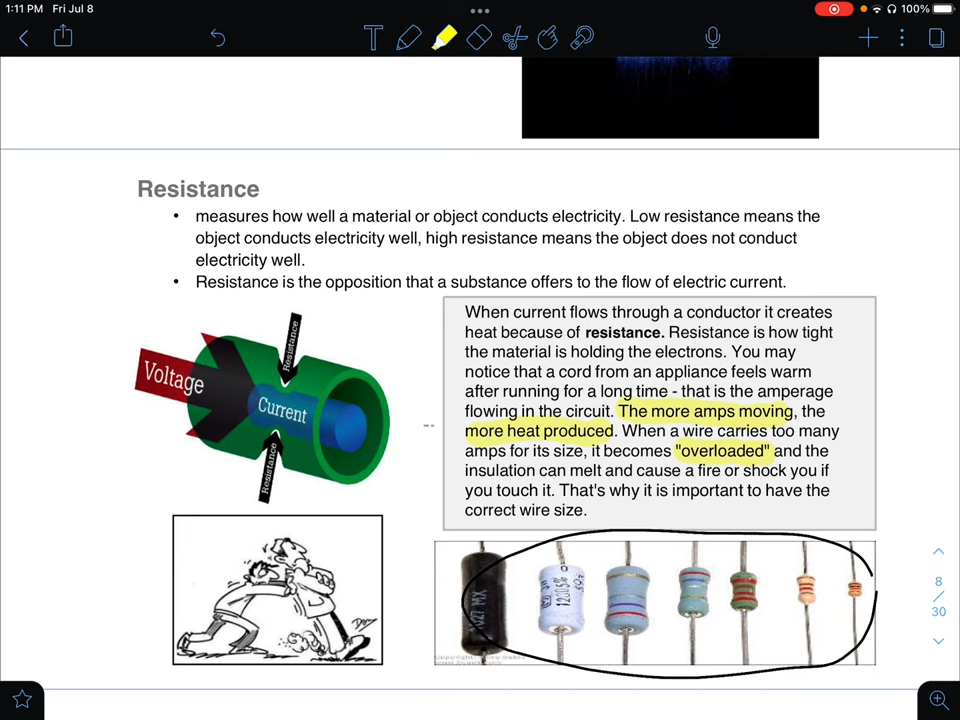 1:11 PM Fri Jul 8
100%
Resistance
• measures how well a material or object conducts electricity. Low resistance means the
object conducts electricity well, high resistance means the object does not conduct
electricity well.
• Resistance is the opposition that a substance offers to the flow of electric current.
Resistance
Voltage
Current
Resistance
When current flows through a conductor it creates
heat because of resistance. Resistance is how tight
the material is holding the electrons. You may
notice that a cord from an appliance feels warm
after running for a long time - that is the amperage
flowing in the circuit. The more amps moving, the
more heat produced. When a wire carries too many
amps for its size, it becomes "overloaded" and the
insulation can melt and cause a fire or shock you if
you touch it. That's why it is important to have the
correct wire size.
8
/
30